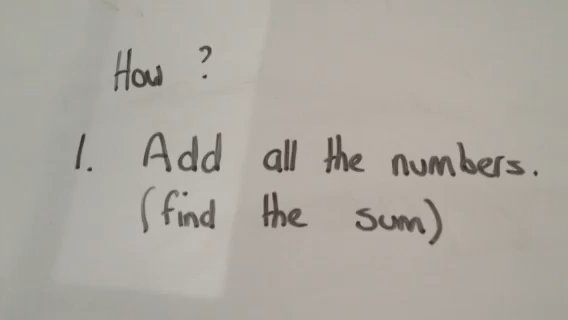 How ?
1. Add all the numbers.
(find the sum)